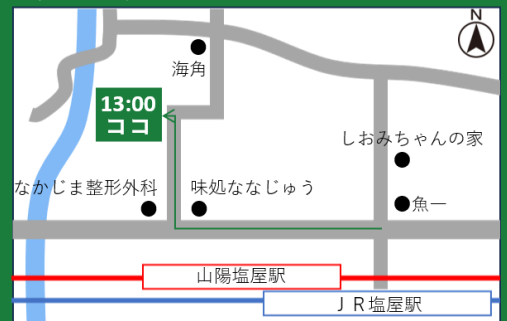 N
海角
13:00
ココ
しおみちゃんの家
なかじま整形外科
味処ななじゅう
魚一
山陽塩屋駅
ＪＲ塩屋駅